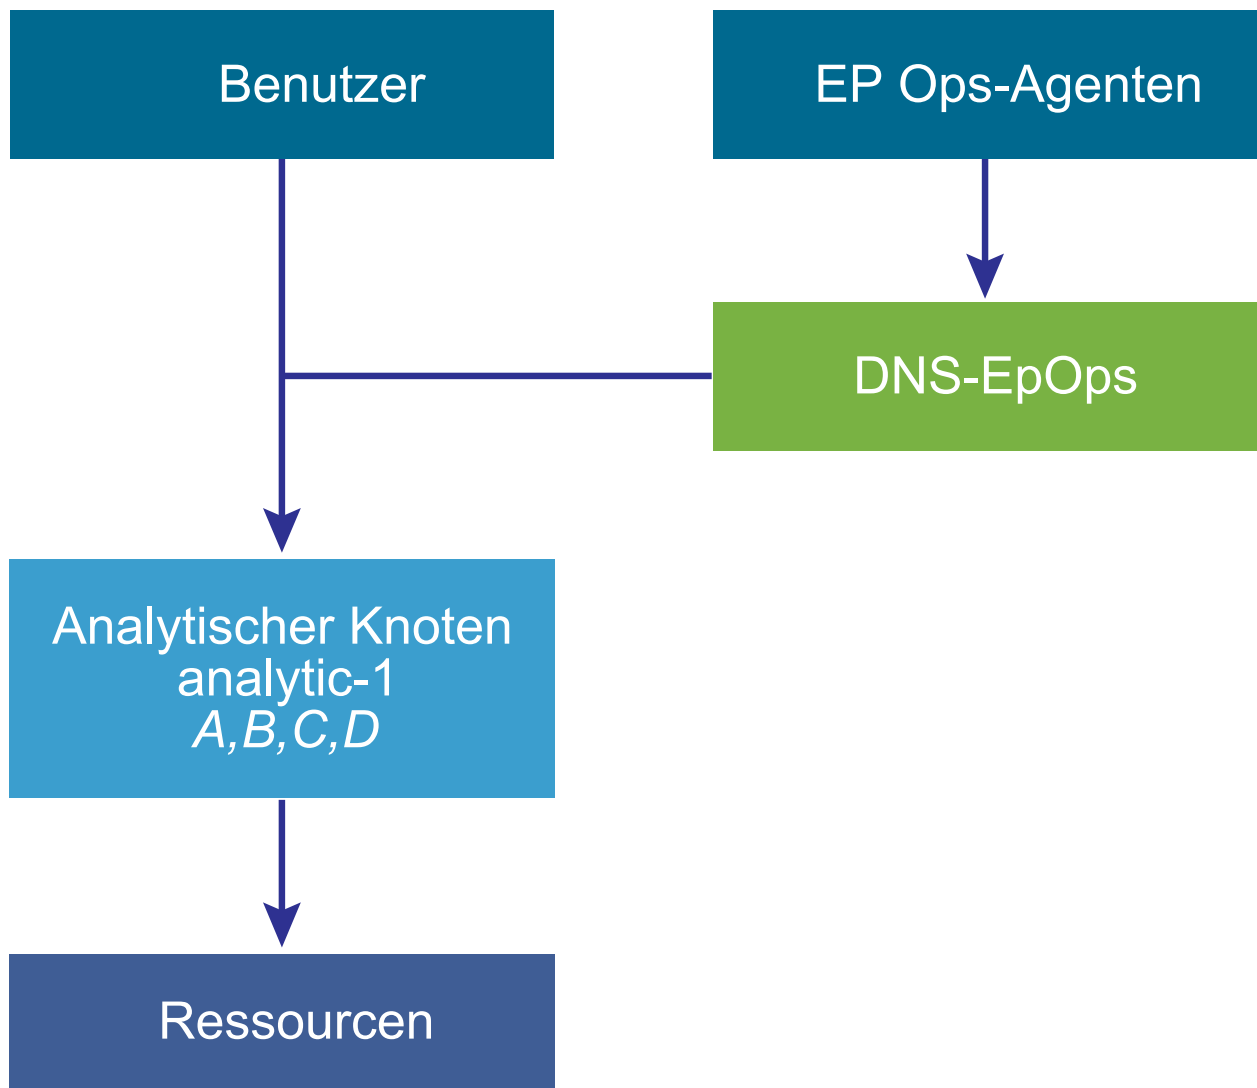 Benutzer
EP Ops-Agenten
DNS-EpOps
Analytischer Knoten
analytic-1
A,B,C,D
Ressourcen